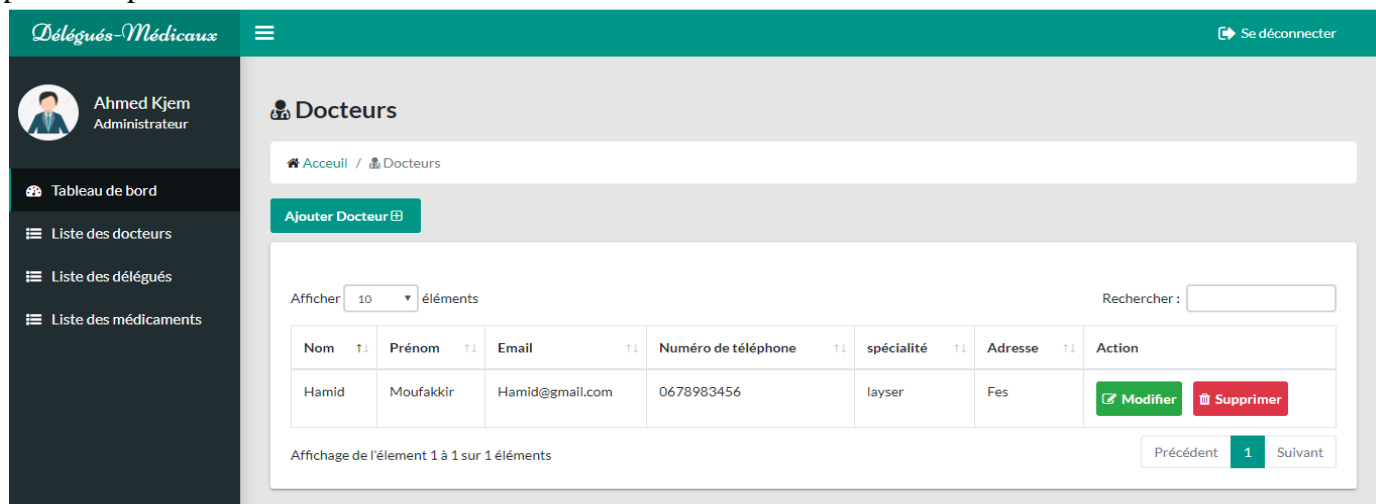 Délégués-Médicaux
Se déconnecter
Ahmed Kjem
Administrateur
Tableau de bord
Liste des docteurs
Liste des délégués
Liste des médicaments
Docteurs
Acceuil / Docteurs
Ajouter Docteur
Afficher 10 éléments
Rechercher :
Nom Prénom Email Numéro de téléphone spécialité Adresse Action
Hamid Moufakkir Hamid@gmail.com 0678983456 layser Fes Modifier Supprimer
Affichage de l'élement 1 à 1 sur 1 éléments
Précédent 1 Suivant